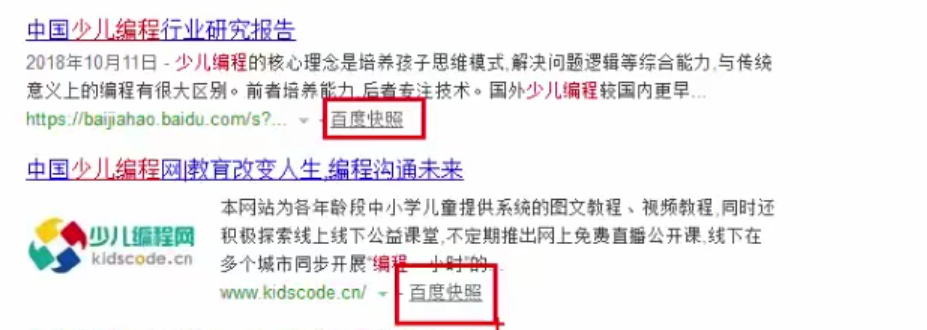 中国少儿编程行业研究报告
2018年10月11日 - 少儿编程的核心理念是培养孩子思维模式,解决问题逻辑等综合能力,与传统
意义上的编程有很大区别。前者培养能力,后者专注技术。国外少儿编程较国内更早...
https://baijiahao.baidu.com/s?... - 百度快照
中国少儿编程网|教育改变人生,编程沟通未来
少儿编程网
kidscode.cn
本网站为各年龄段中小学儿童提供系统的图文教程、视频教程,同时还
积极探索线上线下公益课堂,不定期推出网上免费直播公开课,线下在
多个城市同步开展“编程一小时”的...
www.kidscode.cn/ - 百度快照